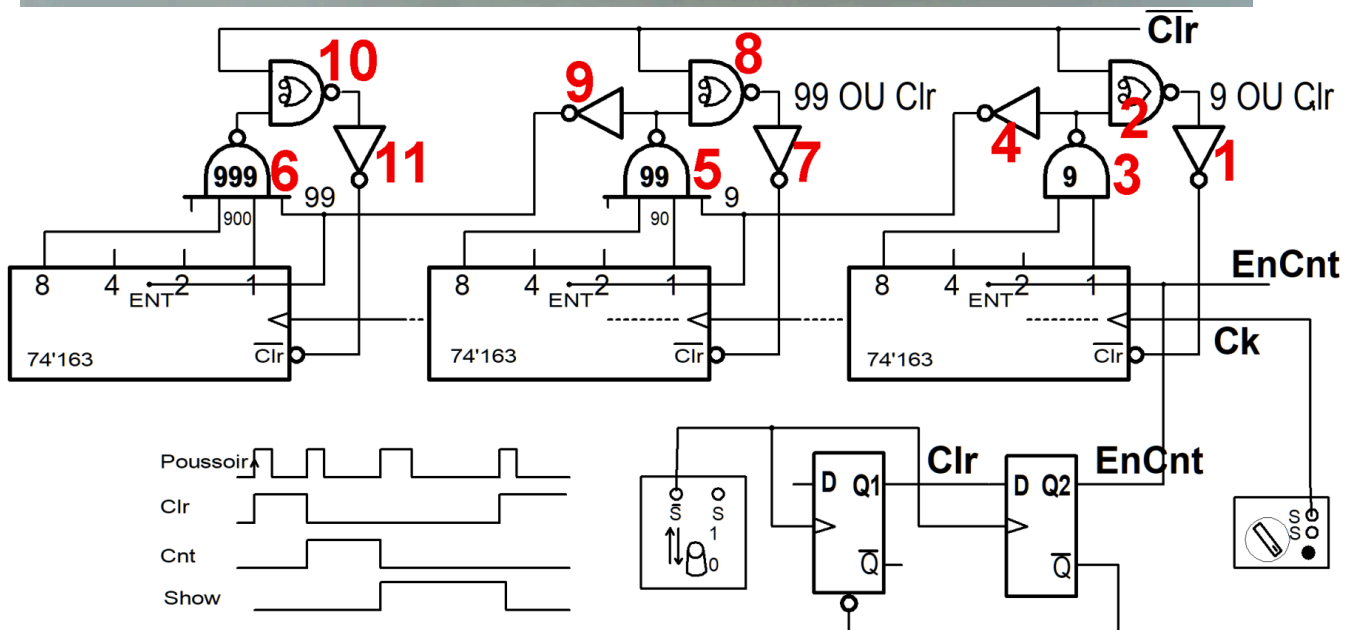 Clr
10
8
9
99 OU Clr
2
9 OU Clr
4
1
999
6
11
99
5
7
9
3
99
9
900
90
8 4 2 1
ENT
Clr
74'163
8 4 2 1
ENT
Clr
74'163
8 4 2 1
ENT
Clr
74'163
EnCnt
Ck
Poussoir
Clr
Cnt
Show
S S
1
0
D Q1
Q
Clr
D Q2
Q
EnCnt
S
S